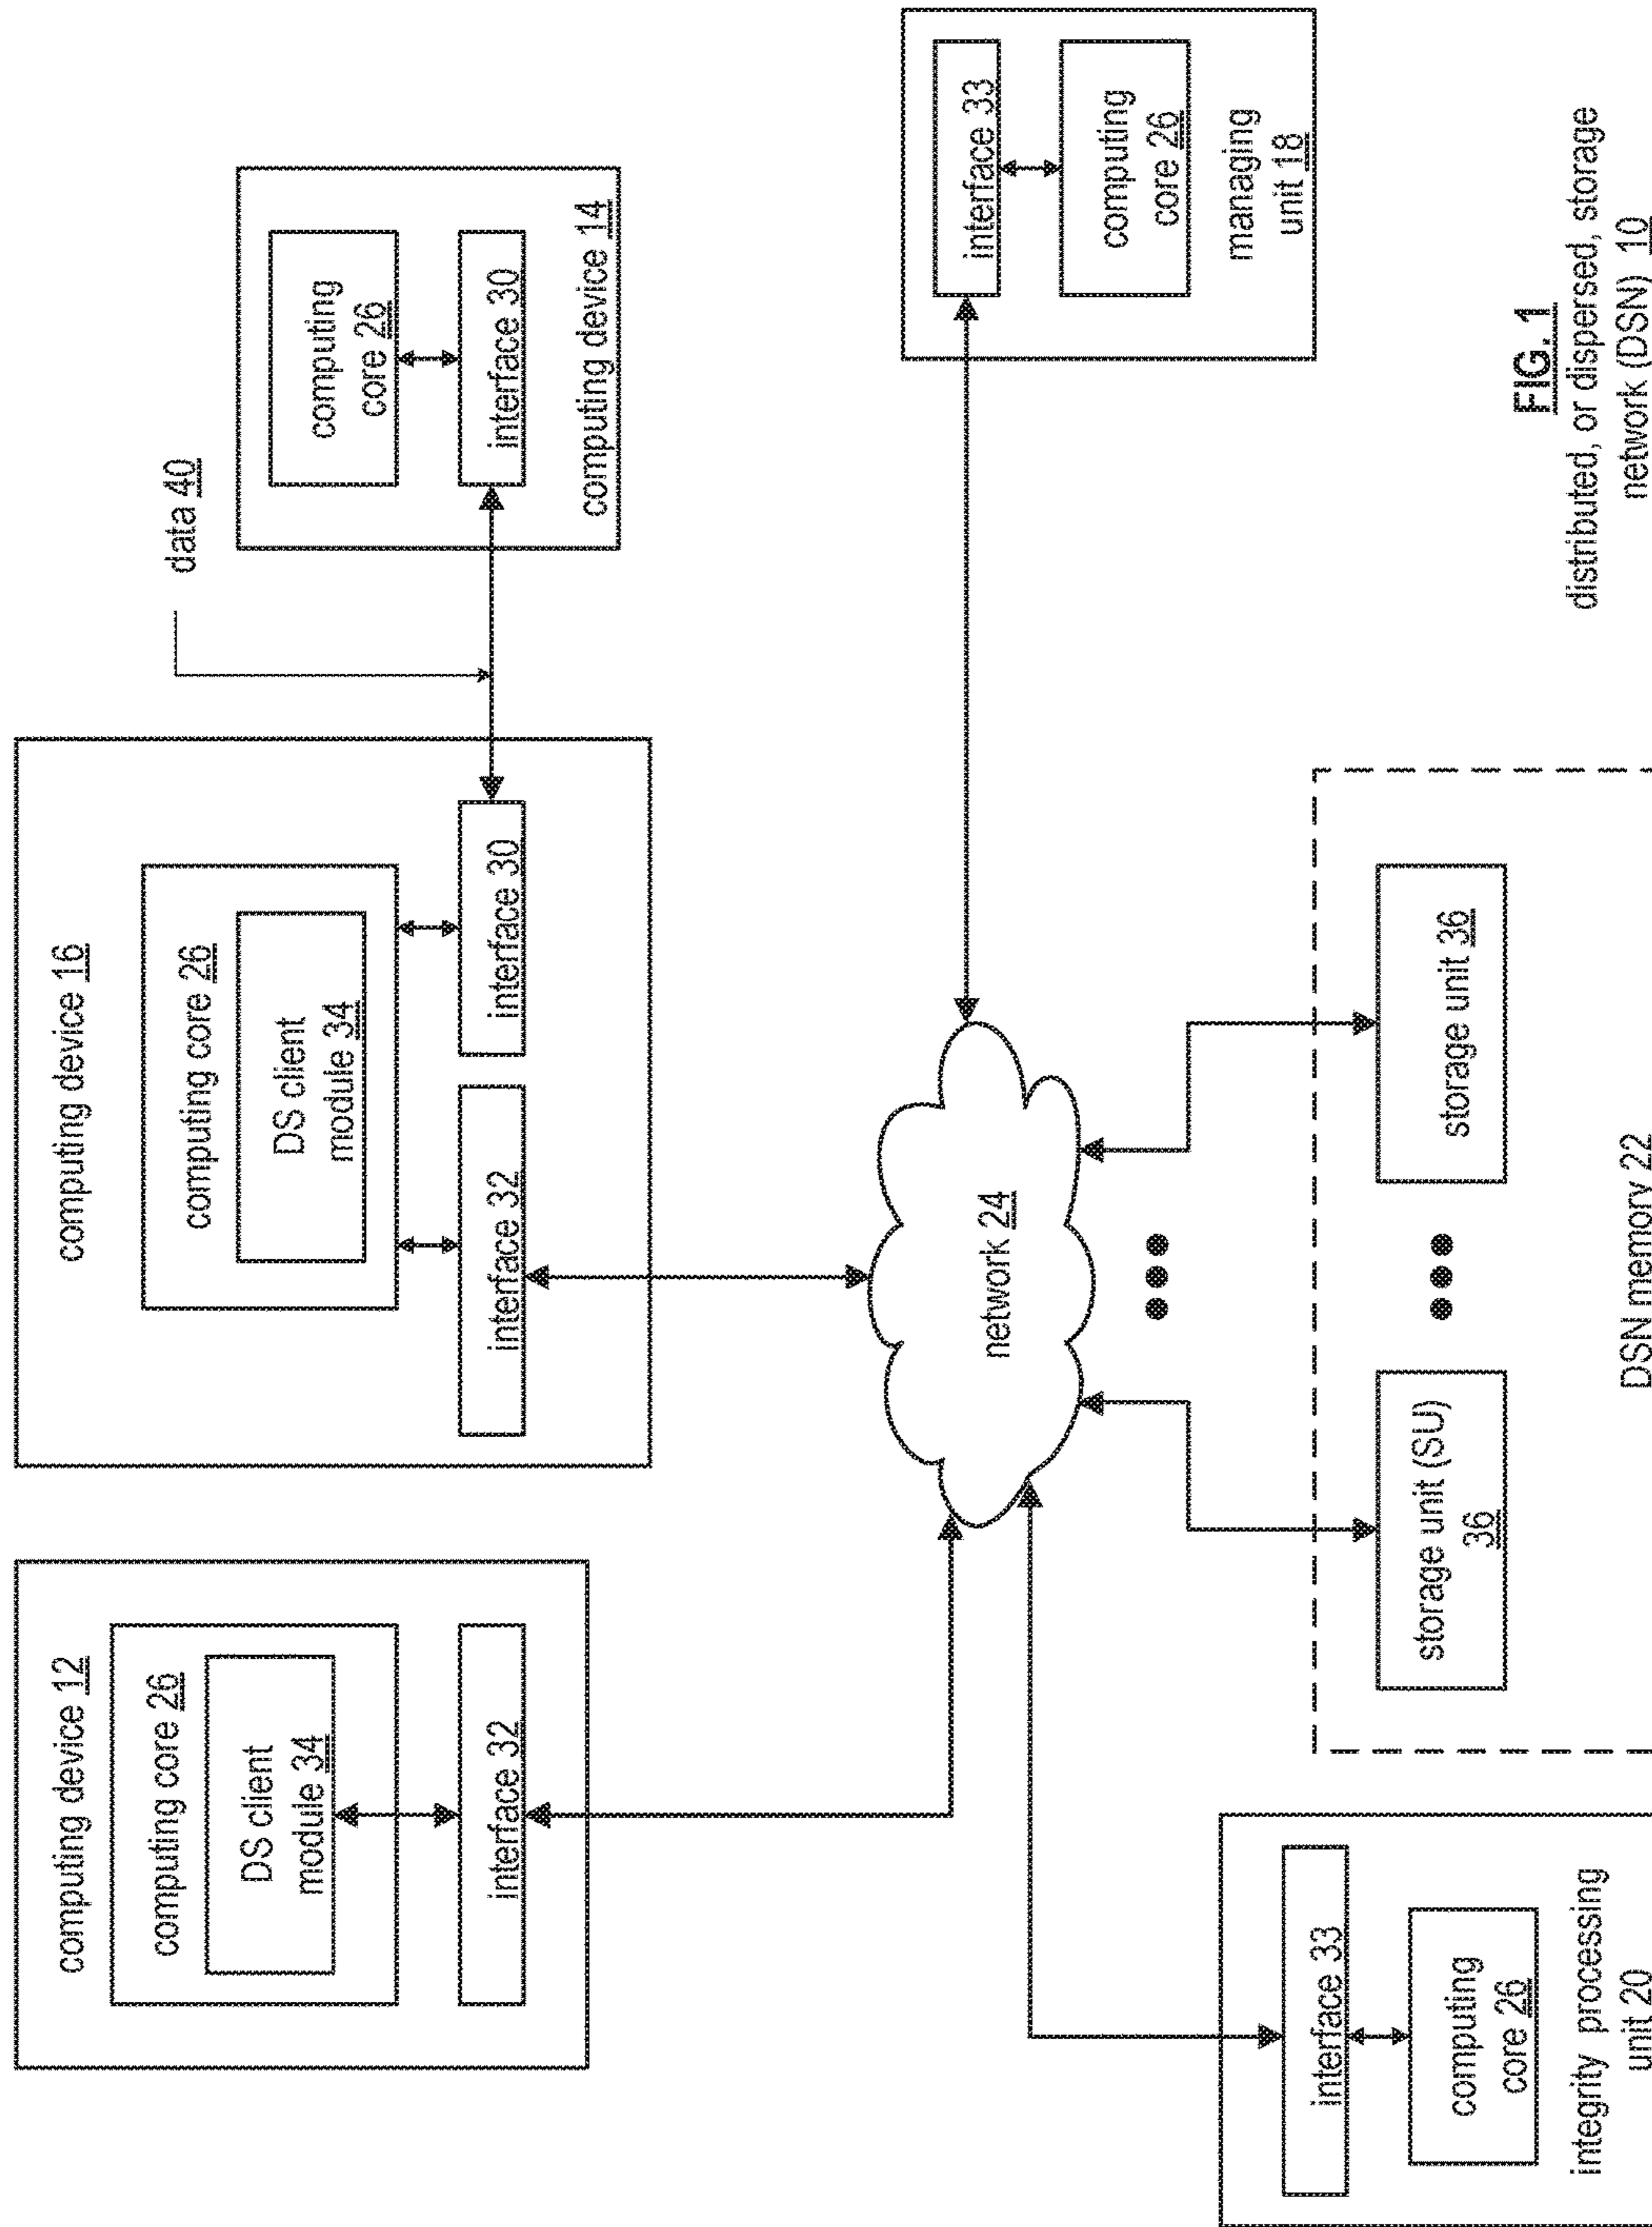 computing device 12
computing core 26
DS client
module 34
interface 32
computing device 16
computing core 26
DS client
module 34
interface 32
interface 30
data 40
computing
core 26
interface 30
computing device 14
network 24
interface 33
computing
core 26
managing
unit 18
interface 33
computing
core 26
integrity processing
unit 20
storage unit (SU)
36
storage unit 36
DSN memory 22
FIG. 1
distributed, or dispersed, storage
network (DSN) 10